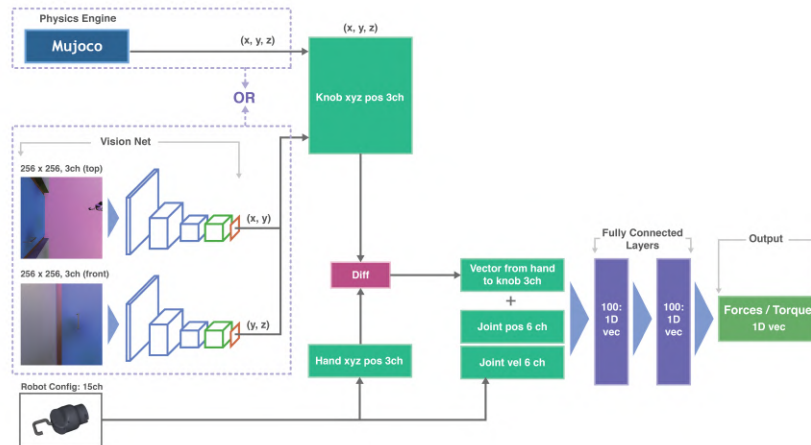 Physics Engine
Mujoco
(x, y, z)
(x, y, z)
Knob xyz pos 3ch
OR
Vision Net
256 x 256, 3ch (top)
(x, y)
256 x 256, 3ch (front)
(y, z)
Diff
Hand xyz pos 3ch
Vector from hand
to knob 3ch
+
Joint pos 6 ch
Joint vel 6 ch
Fully Connected
Layers
100:
1D
vec
100:
1D
vec
Output
Forces / Torque
1D vec
Robot Config: 15ch